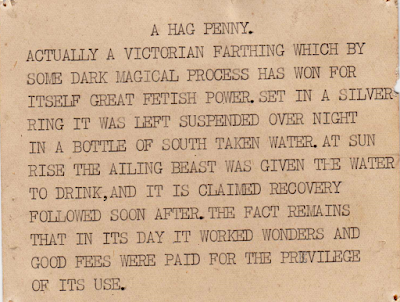 A HAG PENNY.
ACTUALLY A VICTORIAN FARTHING WHICH BY
SOME DARK MAGICAL PROCESS HAS WON FOR
ITSELF GREAT FETISH POWER. SET IN A SILVER
RING IT WAS LEFT SUSPENDED OVER NIGHT
IN A BOTTLE OF SOUTH TAKEN WATER. AT SUN
RISE THE AILING BEAST WAS GIVEN THE WATER
TO DRINK, AND IT IS CLAIMED RECOVERY
FOLLOWED SOON AFTER. THE FACT REMAINS
THAT IN ITS DAY IT WORKED WONDERS AND
GOOD FEES WERE PAID FOR THE PRIVILEGE
OF ITS USE.